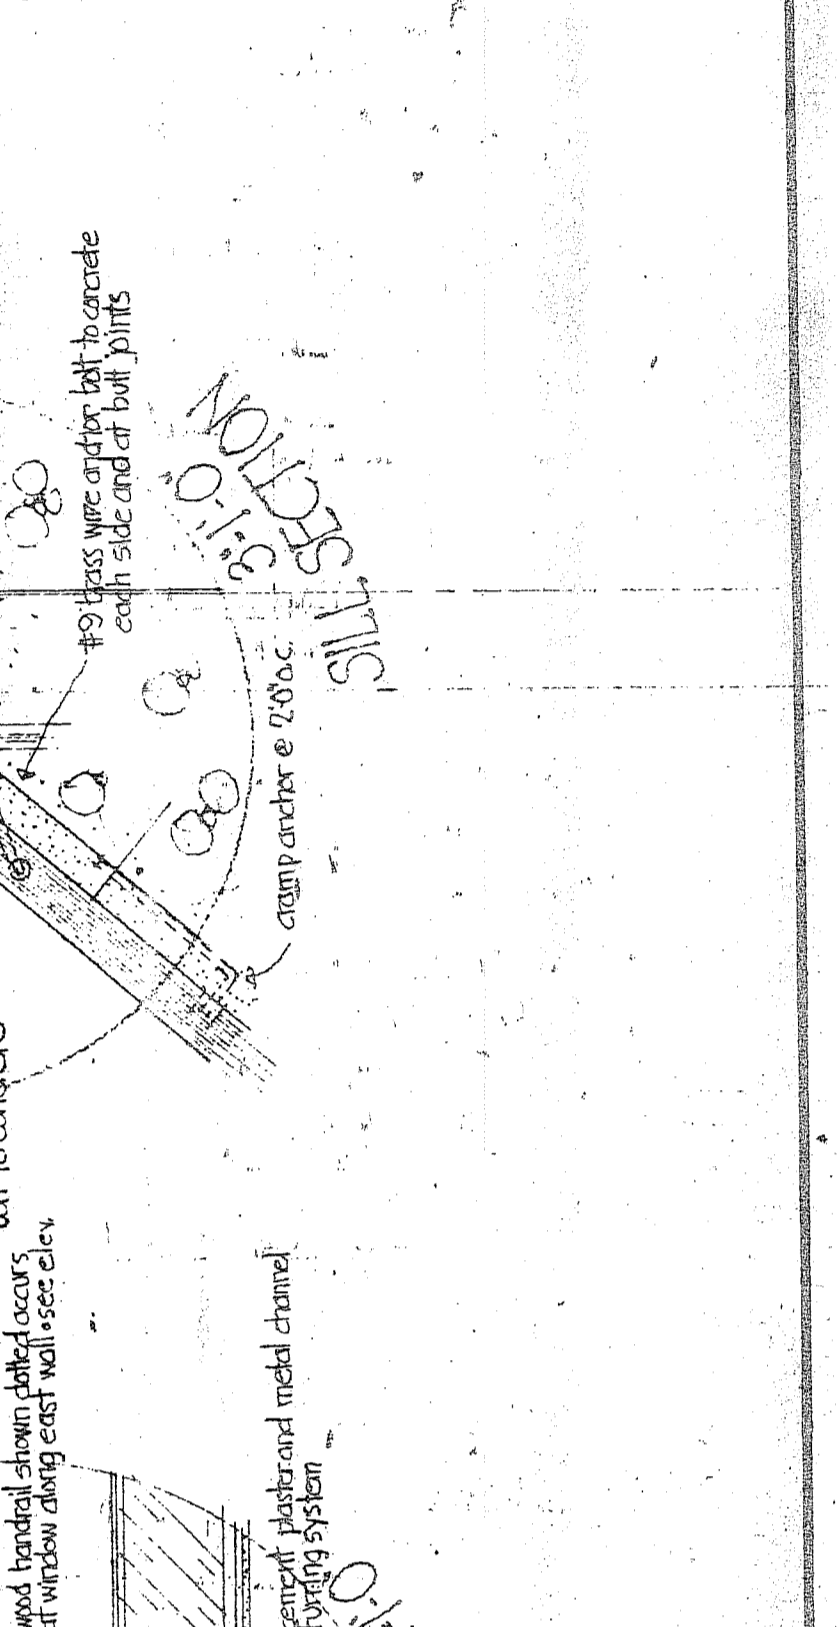 #9 brass wire and/or bolt to concrete
each side and at butt joints
3"=1'-0"
SILL SECTION
cramp anchor @ 2'0" o.c.
wood handrail shown dotted occurs
at window along east wall • see elev.
cement plaster and metal channel
furring system